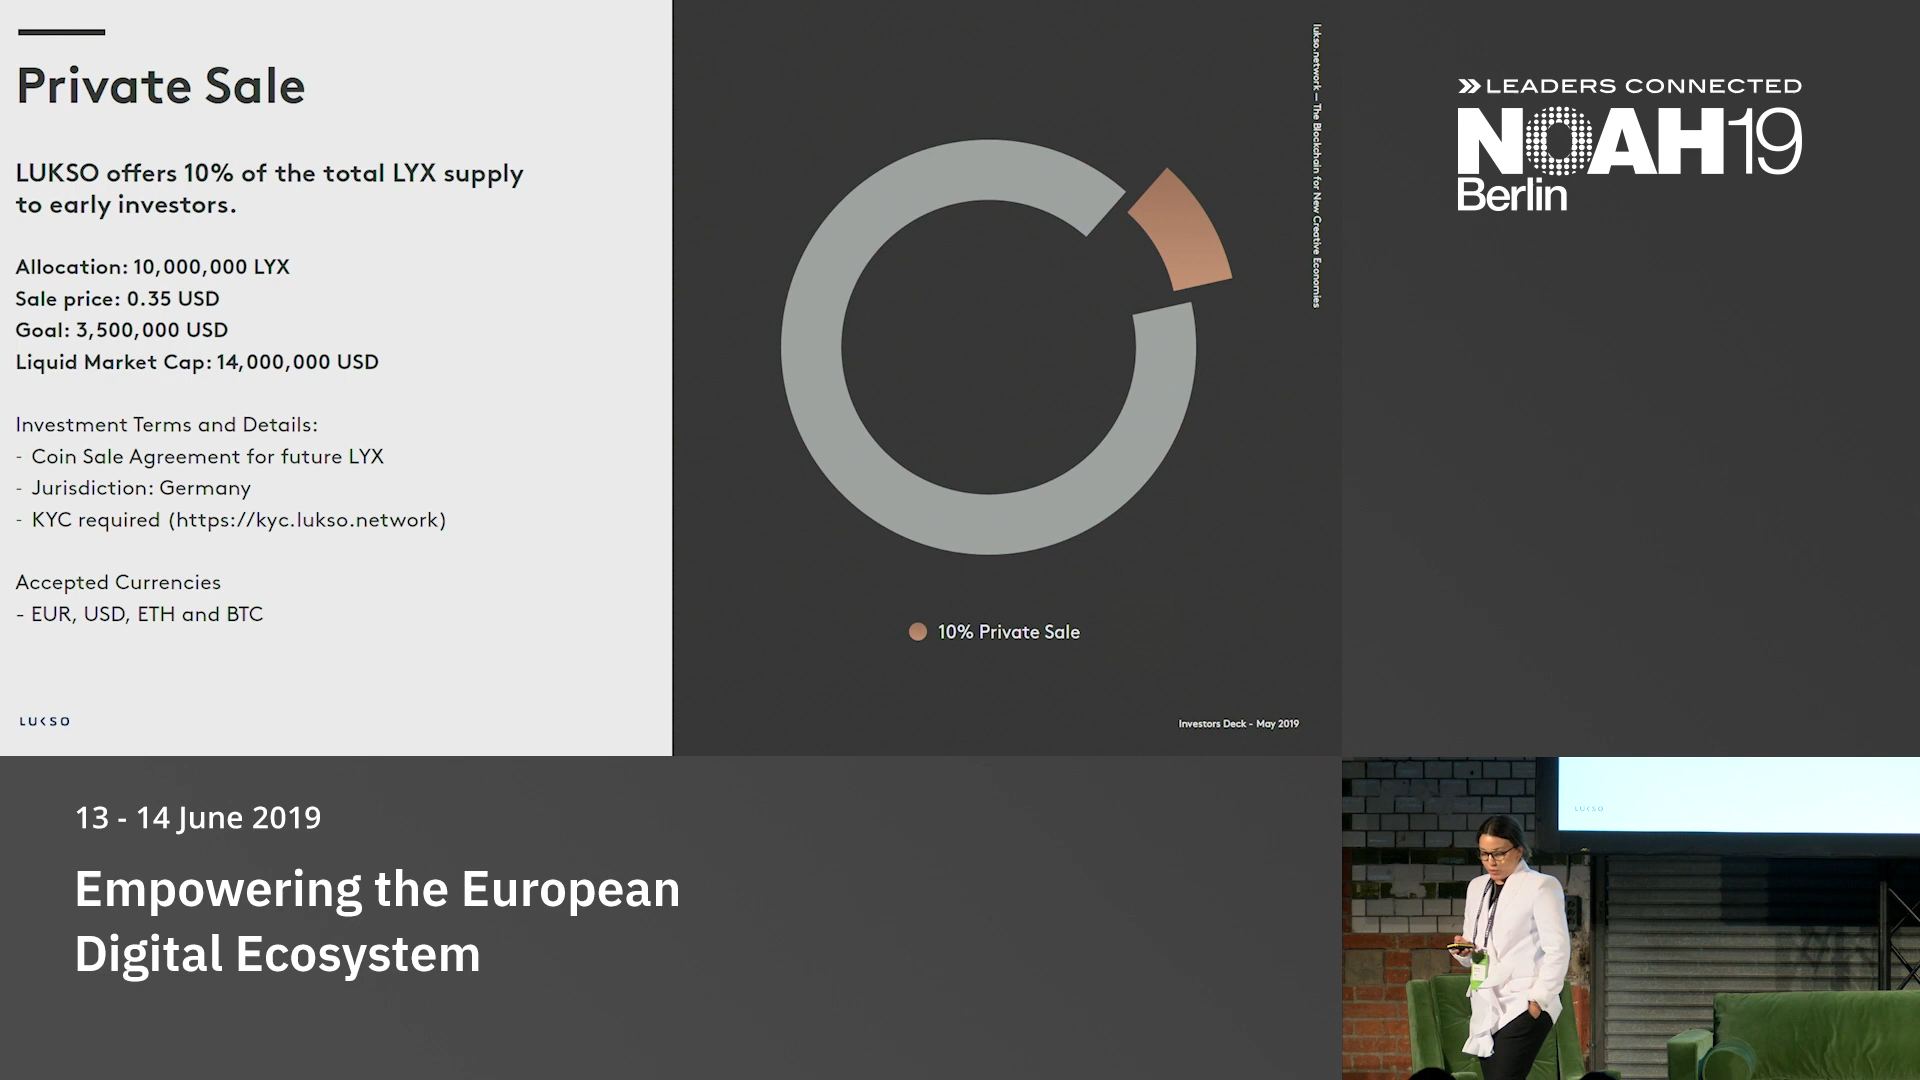 Private Sale
LUKSO offers 10% of the total LYX supply
to early investors.
Allocation: 10,000,000 LYX
Sale price: 0.35 USD
Goal: 3,500,000 USD
Liquid Market Cap: 14,000,000 USD
Investment Terms and Details:
- Coin Sale Agreement for future LYX
- Jurisdiction: Germany
- KYC required (https://kyc.lukso.network)
Accepted Currencies
- EUR, USD, ETH and BTC
LUKSO
10% Private Sale
Investors Deck - May 2019
lukso.network — The Blockchain for New Creative Economies
LEADERS CONNECTED
NOAH19
Berlin
13 - 14 June 2019
Empowering the European
Digital Ecosystem
LUKSO